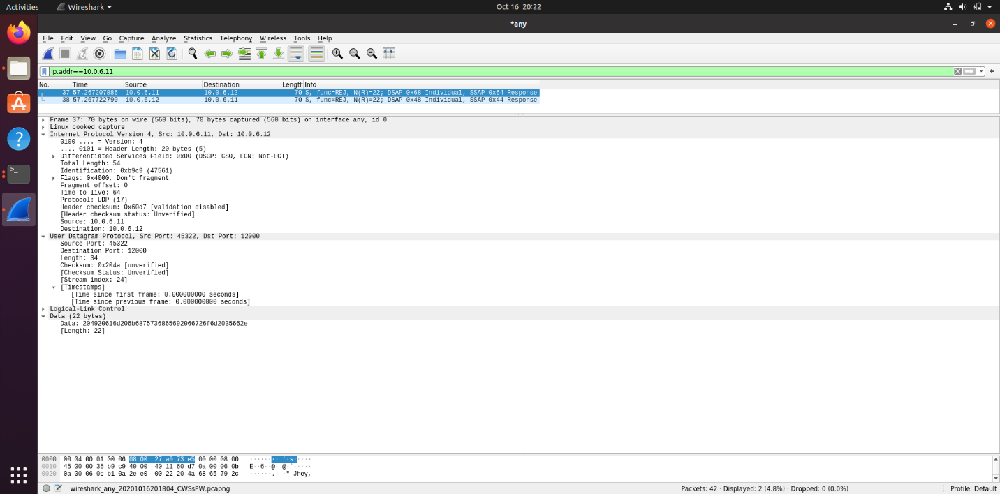 Activities Wireshark Oct 16 20:22
*any
File Edit View Go Capture Analyze Statistics Telephony Wireless Tools Help
ip.addr==10.0.6.11
No. Time Source Destination Length Info
37 57.267207886 10.0.6.11 10.0.6.12 70 S, func=REJ, N(R)=22; DSAP 0x68 Individual, SSAP 0x64 Response
38 57.267722790 10.0.6.12 10.0.6.11 70 S, func=REJ, N(R)=22; DSAP 0x48 Individual, SSAP 0x44 Response
Frame 37: 70 bytes on wire (560 bits), 70 bytes captured (560 bits) on interface any, id 0
Linux cooked capture
Internet Protocol Version 4, Src: 10.0.6.11, Dst: 10.0.6.12
0100 .... = Version: 4
.... 0101 = Header Length: 20 bytes (5)
Differentiated Services Field: 0x00 (DSCP: CS0, ECN: Not-ECT)
Total Length: 54
Identification: 0xb9c9 (47561)
Flags: 0x4000, Don't fragment
Fragment offset: 0
Time to live: 64
Protocol: UDP (17)
Header checksum: 0x60d7 [validation disabled]
[Header checksum status: Unverified]
Source: 10.0.6.11
Destination: 10.0.6.12
User Datagram Protocol, Src Port: 45322, Dst Port: 12000
Source Port: 45322
Destination Port: 12000
Length: 34
Checksum: 0x204a [unverified]
[Checksum Status: Unverified]
[Stream index: 24]
[Timestamps]
[Time since first frame: 0.000000000 seconds]
[Time since previous frame: 0.000000000 seconds]
Logical-Link Control
Data (22 bytes)
Data: 204920616d206b6875736865692066726f6d2035662e
[Length: 22]
0000 00 04 00 01 00 06 08 00 27 a0 73 e5 00 00 08 00 ········'·s·····
0010 45 00 00 36 b9 c9 40 00 40 11 60 d7 0a 00 06 0b E··6··@·@·`·····
0020 0a 00 06 0c b1 0a 2e e0 00 22 20 4a 68 65 79 2c ······.··" Jhey,
wireshark_any_20201016201804_CWSsPW.pcapng Packets: 42 · Displayed: 2 (4.8%) · Dropped: 0 (0.0%) Profile: Default